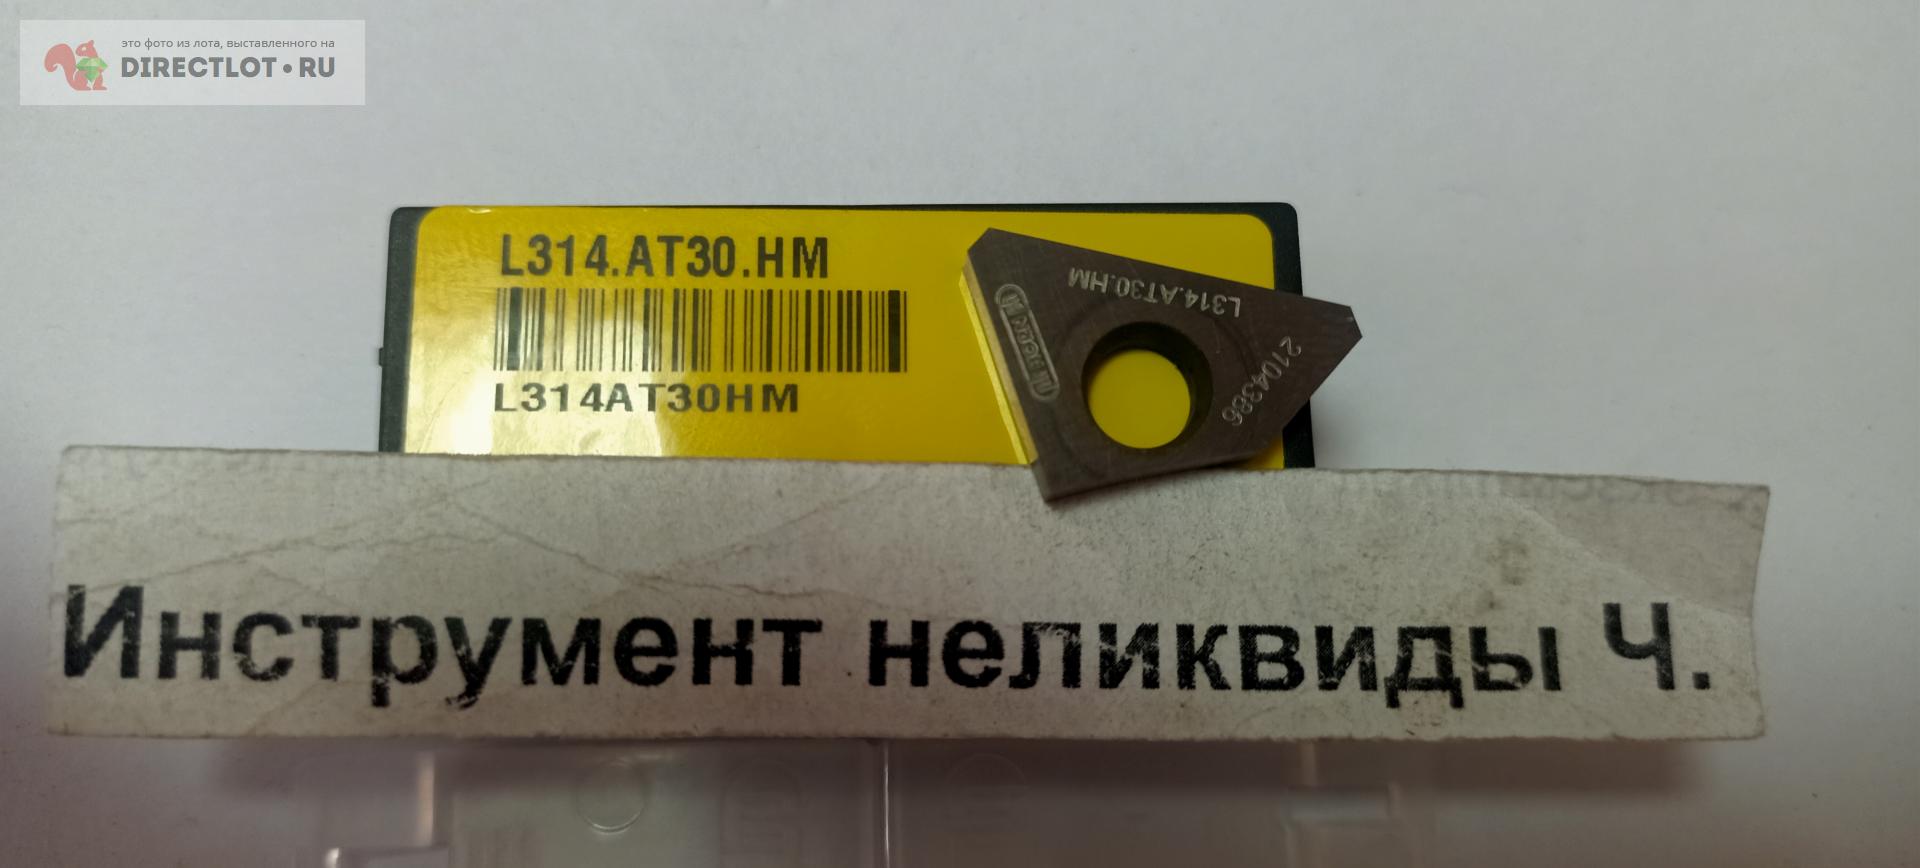 это фото из лота, выставленного на
DIRECTLOT•RU
L314.AT30.HM
L314AT30HM
L314.AT30.HM
2104386
Инструмент неликвиды Ч.